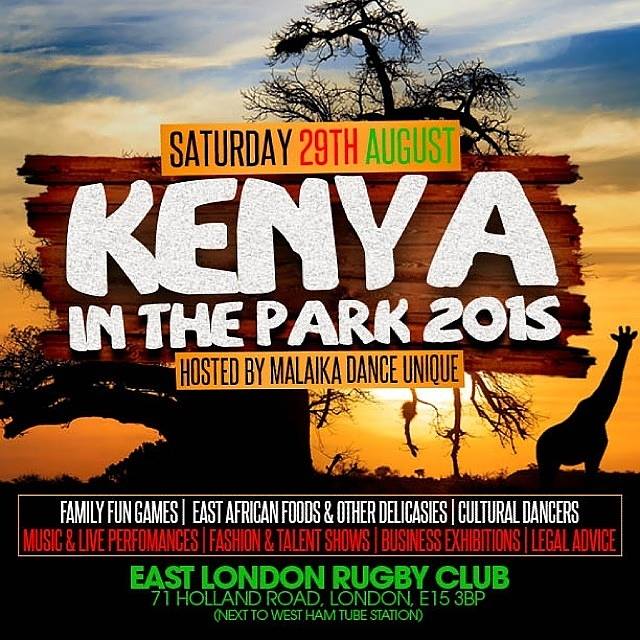 SATURDAY 29TH AUGUST
KENYA
IN THE PARK 2015
HOSTED BY MALAIKA DANCE UNIQUE
FAMILY FUN GAMES | EAST AFRICAN FOODS & OTHER DELICASIES | CULTURAL DANCERS
MUSIC & LIVE PERFOMANCES | FASHION & TALENT SHOWS | BUSINESS EXHIBITIONS | LEGAL ADVICE
EAST LONDON RUGBY CLUB
71 HOLLAND ROAD, LONDON, E15 3BP
(NEXT TO WEST HAM TUBE STATION)